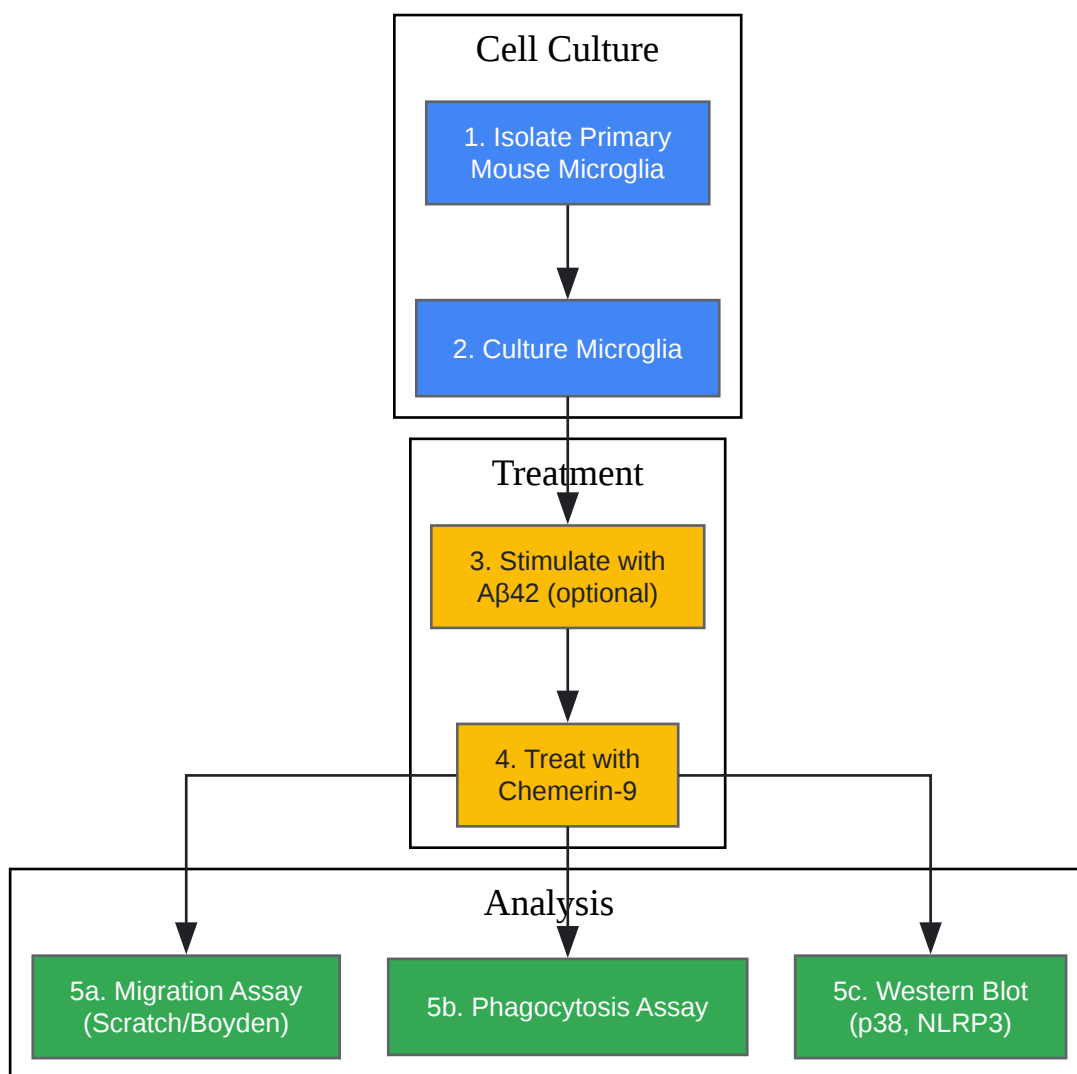 Cell Culture
1. Isolate Primary
Mouse Microglia
2. Culture Microglia
Treatment
3. Stimulate with
Aβ42 (optional)
4. Treat with
Chemerin-9
Analysis
5a. Migration Assay
(Scratch/Boyden)
5b. Phagocytosis Assay
5c. Western Blot
(p38, NLRP3)